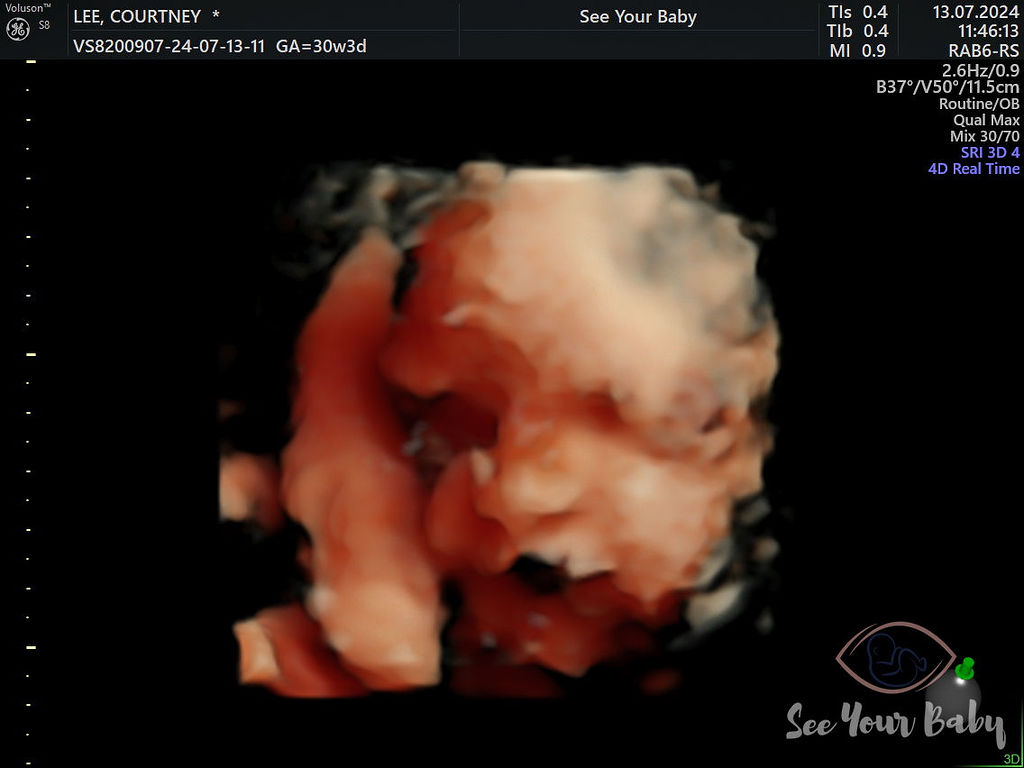 Voluson™
S8
LEE, COURTNEY *
VS8200907-24-07-13-11 GA=30w3d
See Your Baby
TIs 0.4
TIb 0.4
MI 0.9
13.07.2024
11:46:13
RAB6-RS
2.6Hz/0.9
B37°/V50°/11.5cm
Routine/OB
Qual Max
Mix 30/70
SRI 3D 4
4D Real Time
See Your Baby
3D